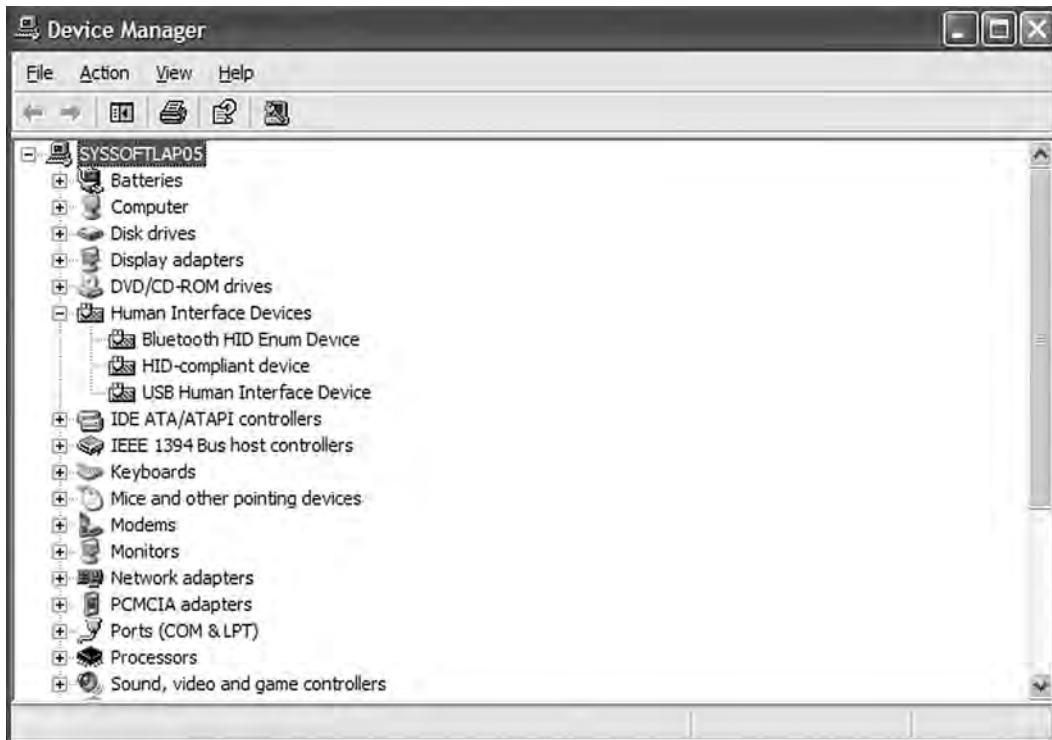 Device Manager
File Action View Help
SYSSOFTLAP05
Batteries
Computer
Disk drives
Display adapters
DVD/CD-ROM drives
Human Interface Devices
Bluetooth HID Enum Device
HID-compliant device
USB Human Interface Device
IDE ATA/ATAPI controllers
IEEE 1394 Bus host controllers
Keyboards
Mice and other pointing devices
Modems
Monitors
Network adapters
PCMCIA adapters
Ports (COM & LPT)
Processors
Sound, video and game controllers